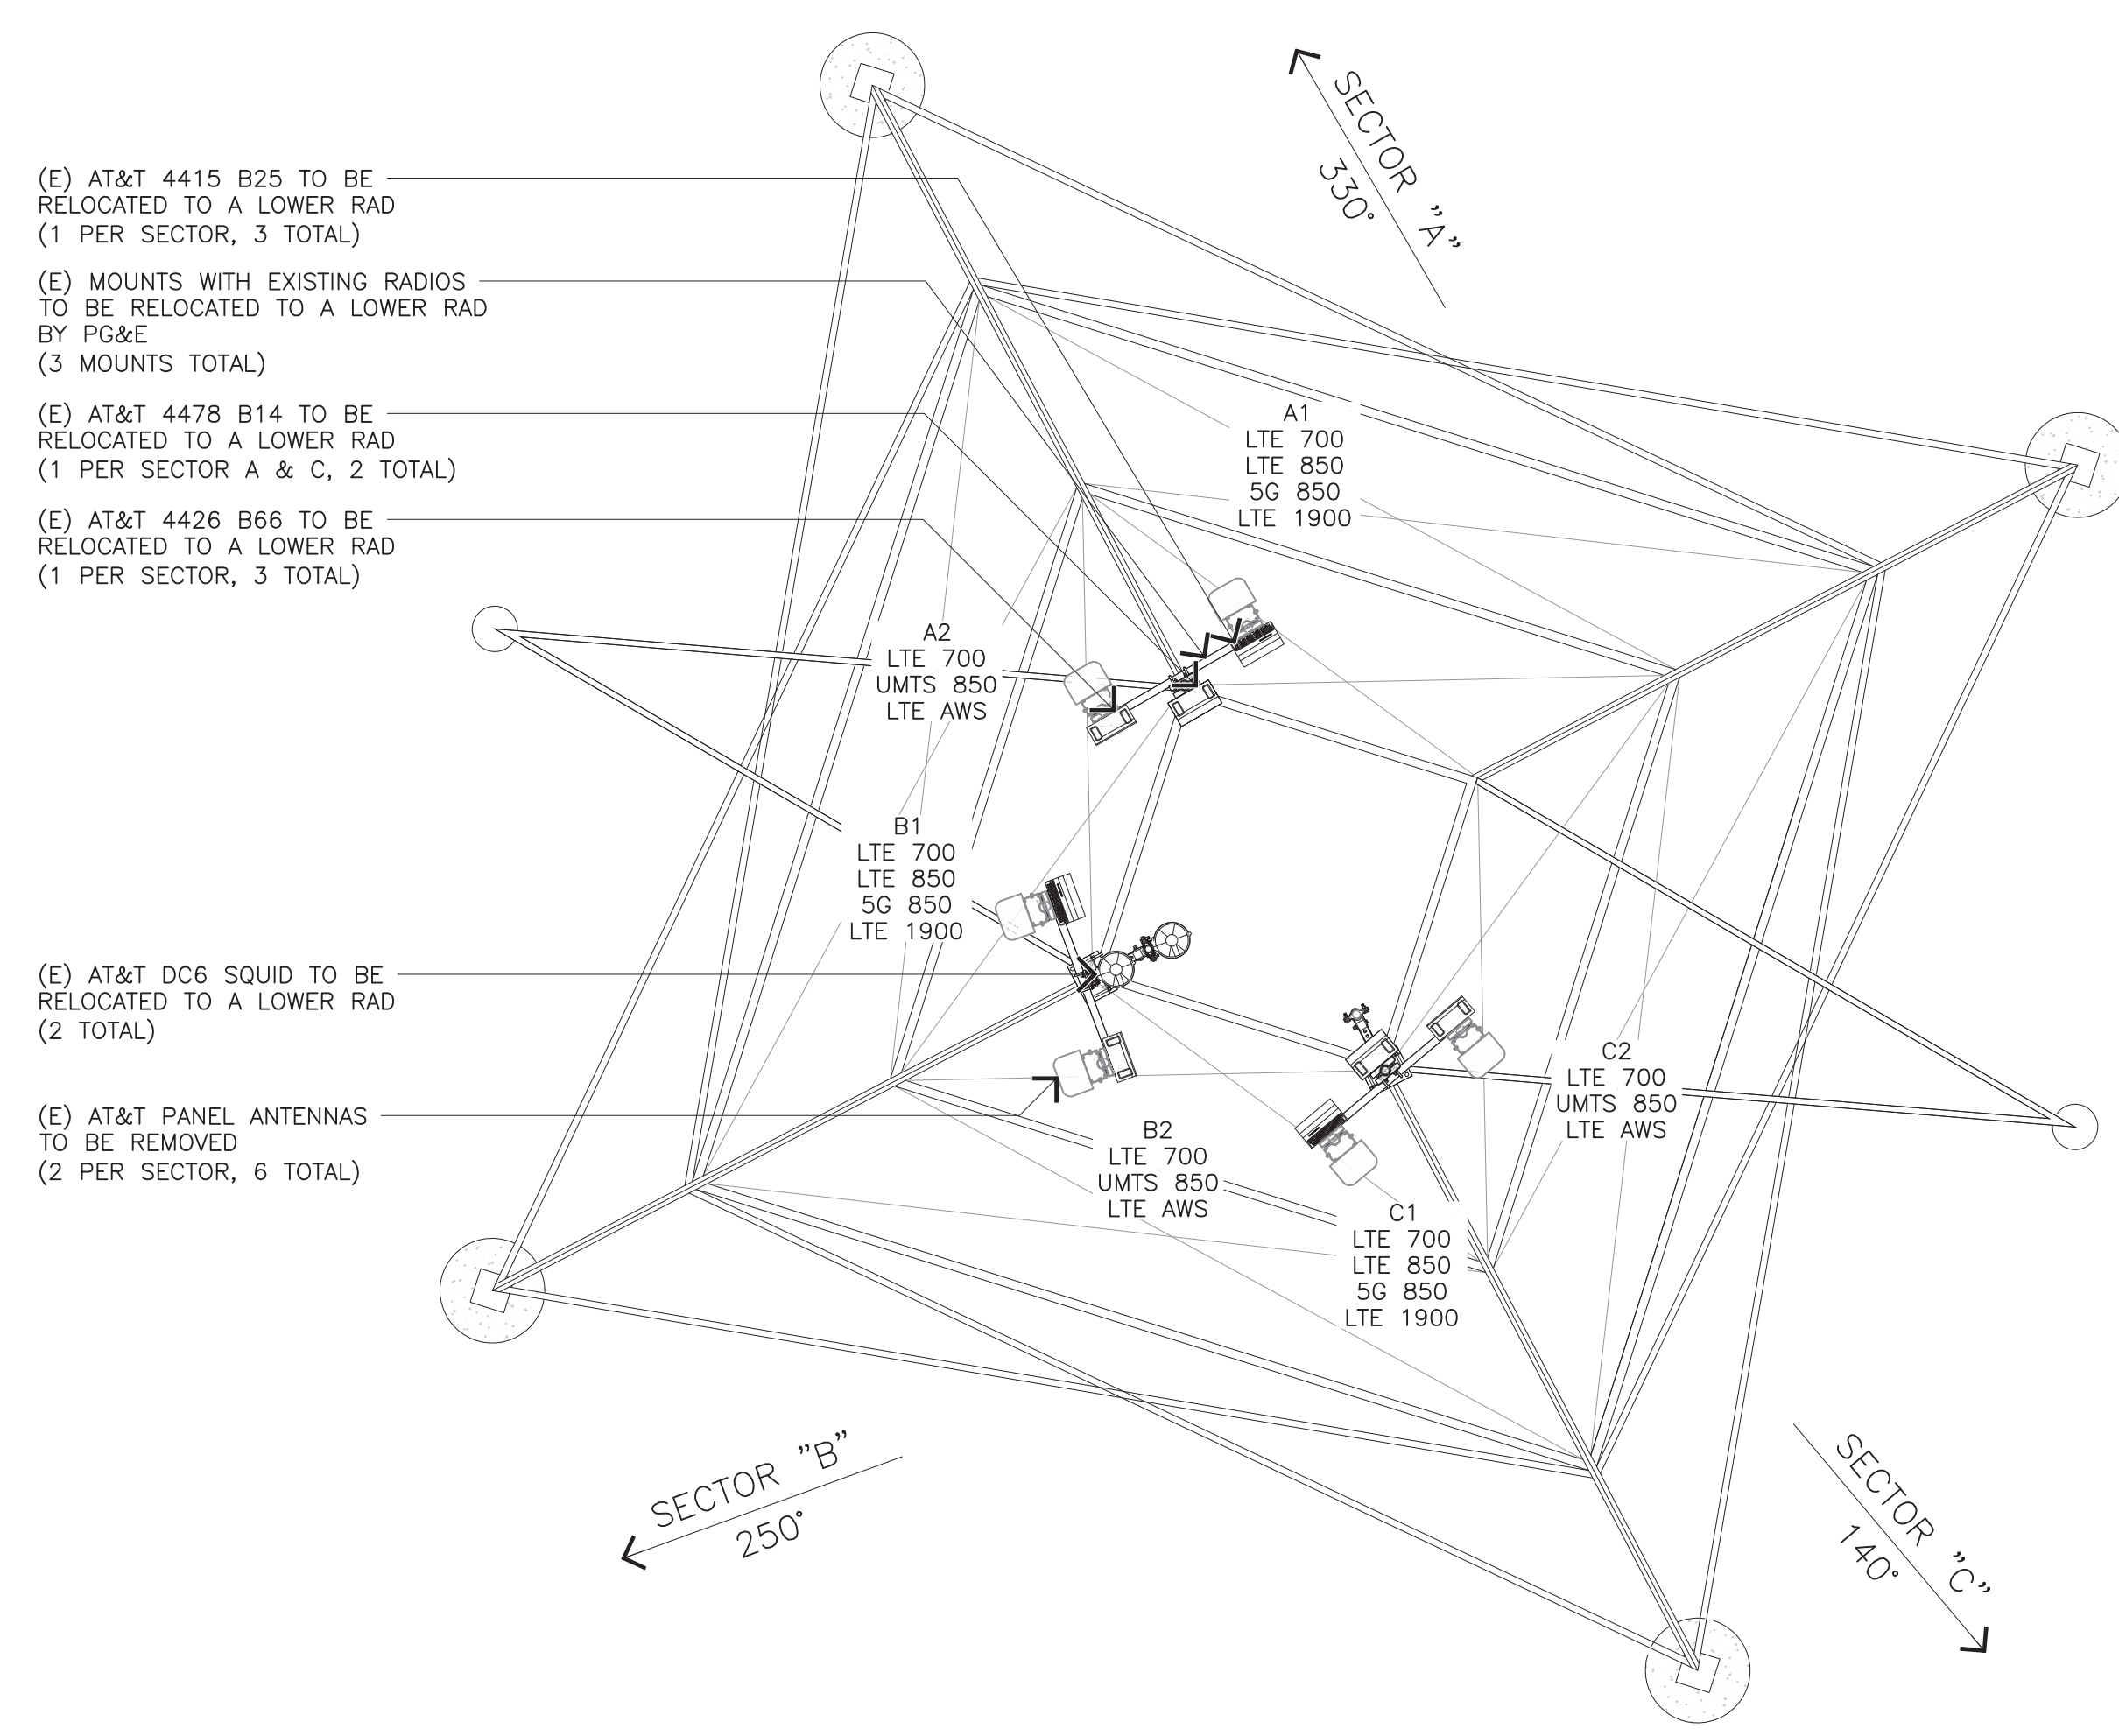 (E) AT&T 4415 B25 TO BE
RELOCATED TO A LOWER RAD
(1 PER SECTOR, 3 TOTAL)
(E) MOUNTS WITH EXISTING RADIOS
TO BE RELOCATED TO A LOWER RAD
BY PG&E
(3 MOUNTS TOTAL)
(E) AT&T 4478 B14 TO BE
RELOCATED TO A LOWER RAD
(1 PER SECTOR A & C, 2 TOTAL)
(E) AT&T 4426 B66 TO BE
RELOCATED TO A LOWER RAD
(1 PER SECTOR, 3 TOTAL)
(E) AT&T DC6 SQUID TO BE
RELOCATED TO A LOWER RAD
(2 TOTAL)
(E) AT&T PANEL ANTENNAS
TO BE REMOVED
(2 PER SECTOR, 6 TOTAL)
SECTOR "A"
330°
A1
LTE 700
LTE 850
5G 850
LTE 1900
A2
LTE 700
UMTS 850
LTE AWS
B1
LTE 700
LTE 850
5G 850
LTE 1900
B2
LTE 700
UMTS 850
LTE AWS
C2
LTE 700
UMTS 850
LTE AWS
C1
LTE 700
LTE 850
5G 850
LTE 1900
SECTOR "B"
250°
SECTOR "C"
140°